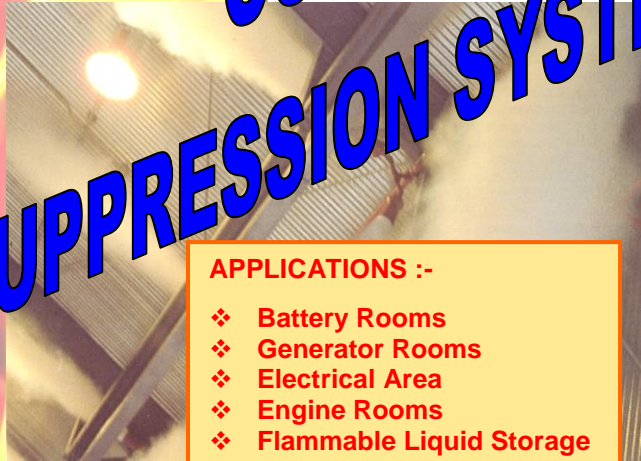 UPPRESSION SYST
APPLICATIONS :-
❖ Battery Rooms
❖ Generator Rooms
❖ Electrical Area
❖ Engine Rooms
❖ Flammable Liquid Storage